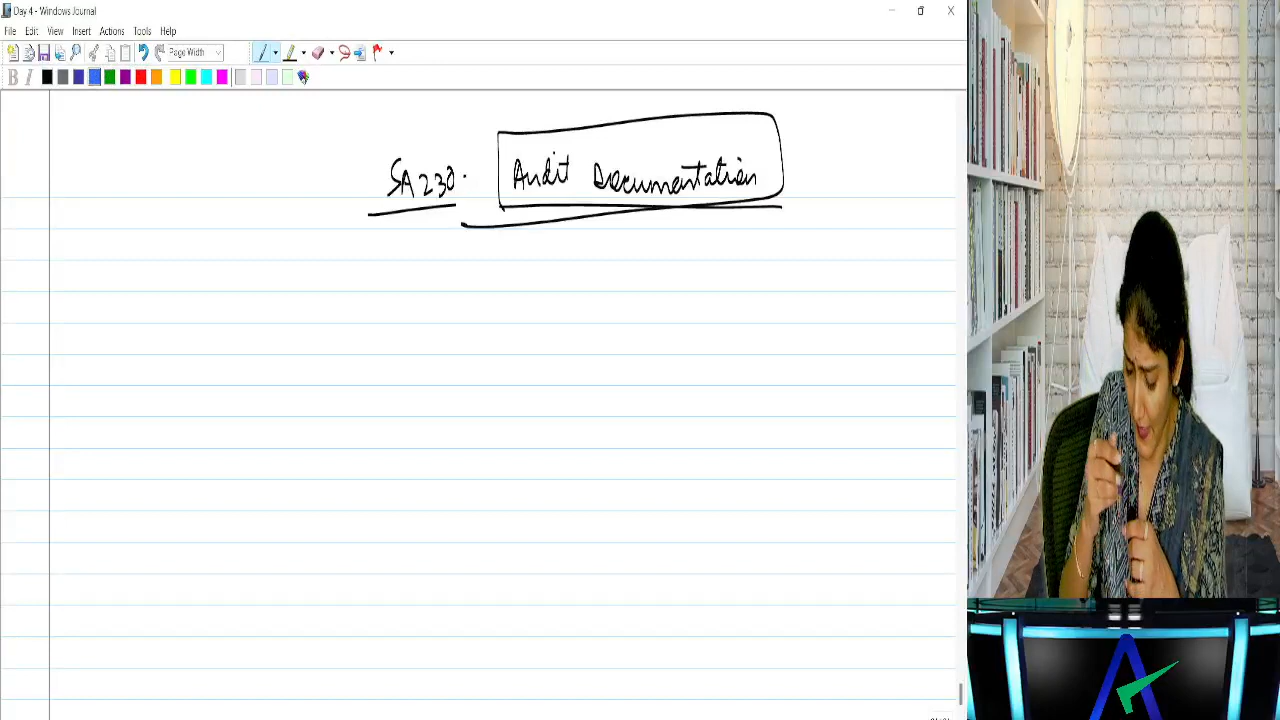 Day 4 - Windows Journal
File Edit View Insert Actions Tools Help
Page Width
B I
SA 230. Audit Documentation